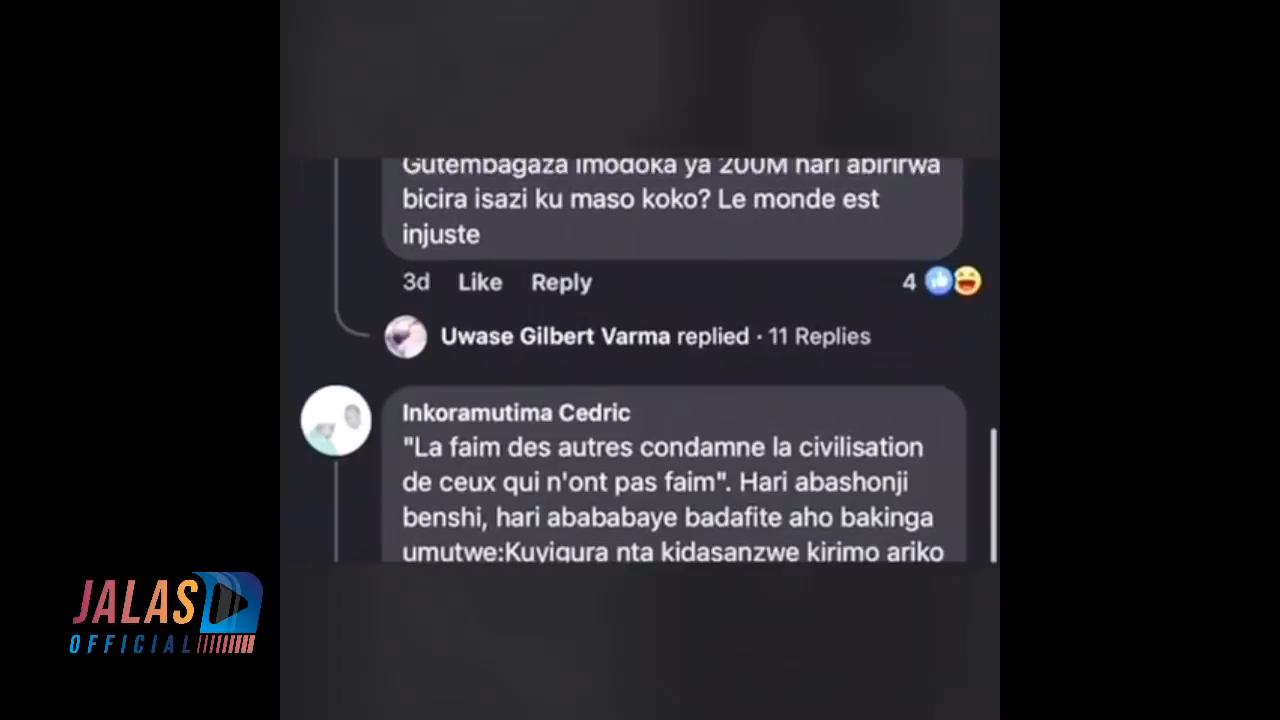 Gutembagaza imodoka ya 200M hari abirirwa
bicira isazi ku maso koko? Le monde est
injuste
3d Like Reply 4
Uwase Gilbert Varma replied · 11 Replies
Inkoramutima Cedric
"La faim des autres condamne la civilisation
de ceux qui n'ont pas faim". Hari abashonji
benshi, hari abababaye badafite aho bakinga
umutwe:Kuyigura nta kidasanzwe kirimo ariko
JALAS
OFFICIAL